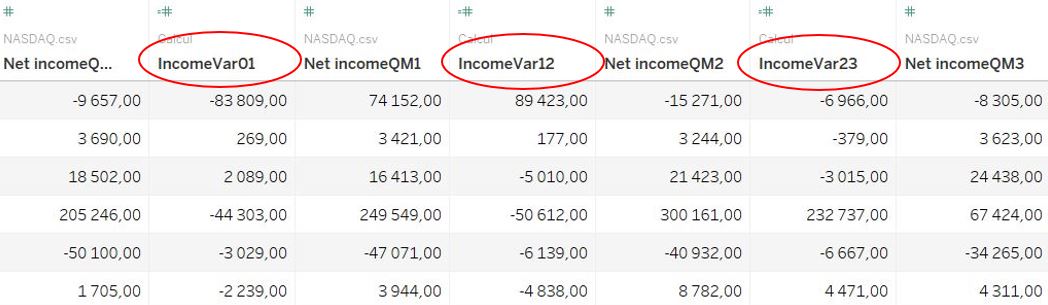 # =# # =# # =# #
NASDAQ.csv Calcul NASDAQ.csv Calcul NASDAQ.csv Calcul NASDAQ.csv
Net incomeQ... IncomeVar01 Net incomeQM1 IncomeVar12 Net incomeQM2 IncomeVar23 Net incomeQM3
-9 657,00 -83 809,00 74 152,00 89 423,00 -15 271,00 -6 966,00 -8 305,00
3 690,00 269,00 3 421,00 177,00 3 244,00 -379,00 3 623,00
18 502,00 2 089,00 16 413,00 -5 010,00 21 423,00 -3 015,00 24 438,00
205 246,00 -44 303,00 249 549,00 -50 612,00 300 161,00 232 737,00 67 424,00
-50 100,00 -3 029,00 -47 071,00 -6 139,00 -40 932,00 -6 667,00 -34 265,00
1 705,00 -2 239,00 3 944,00 -4 838,00 8 782,00 4 471,00 4 311,00